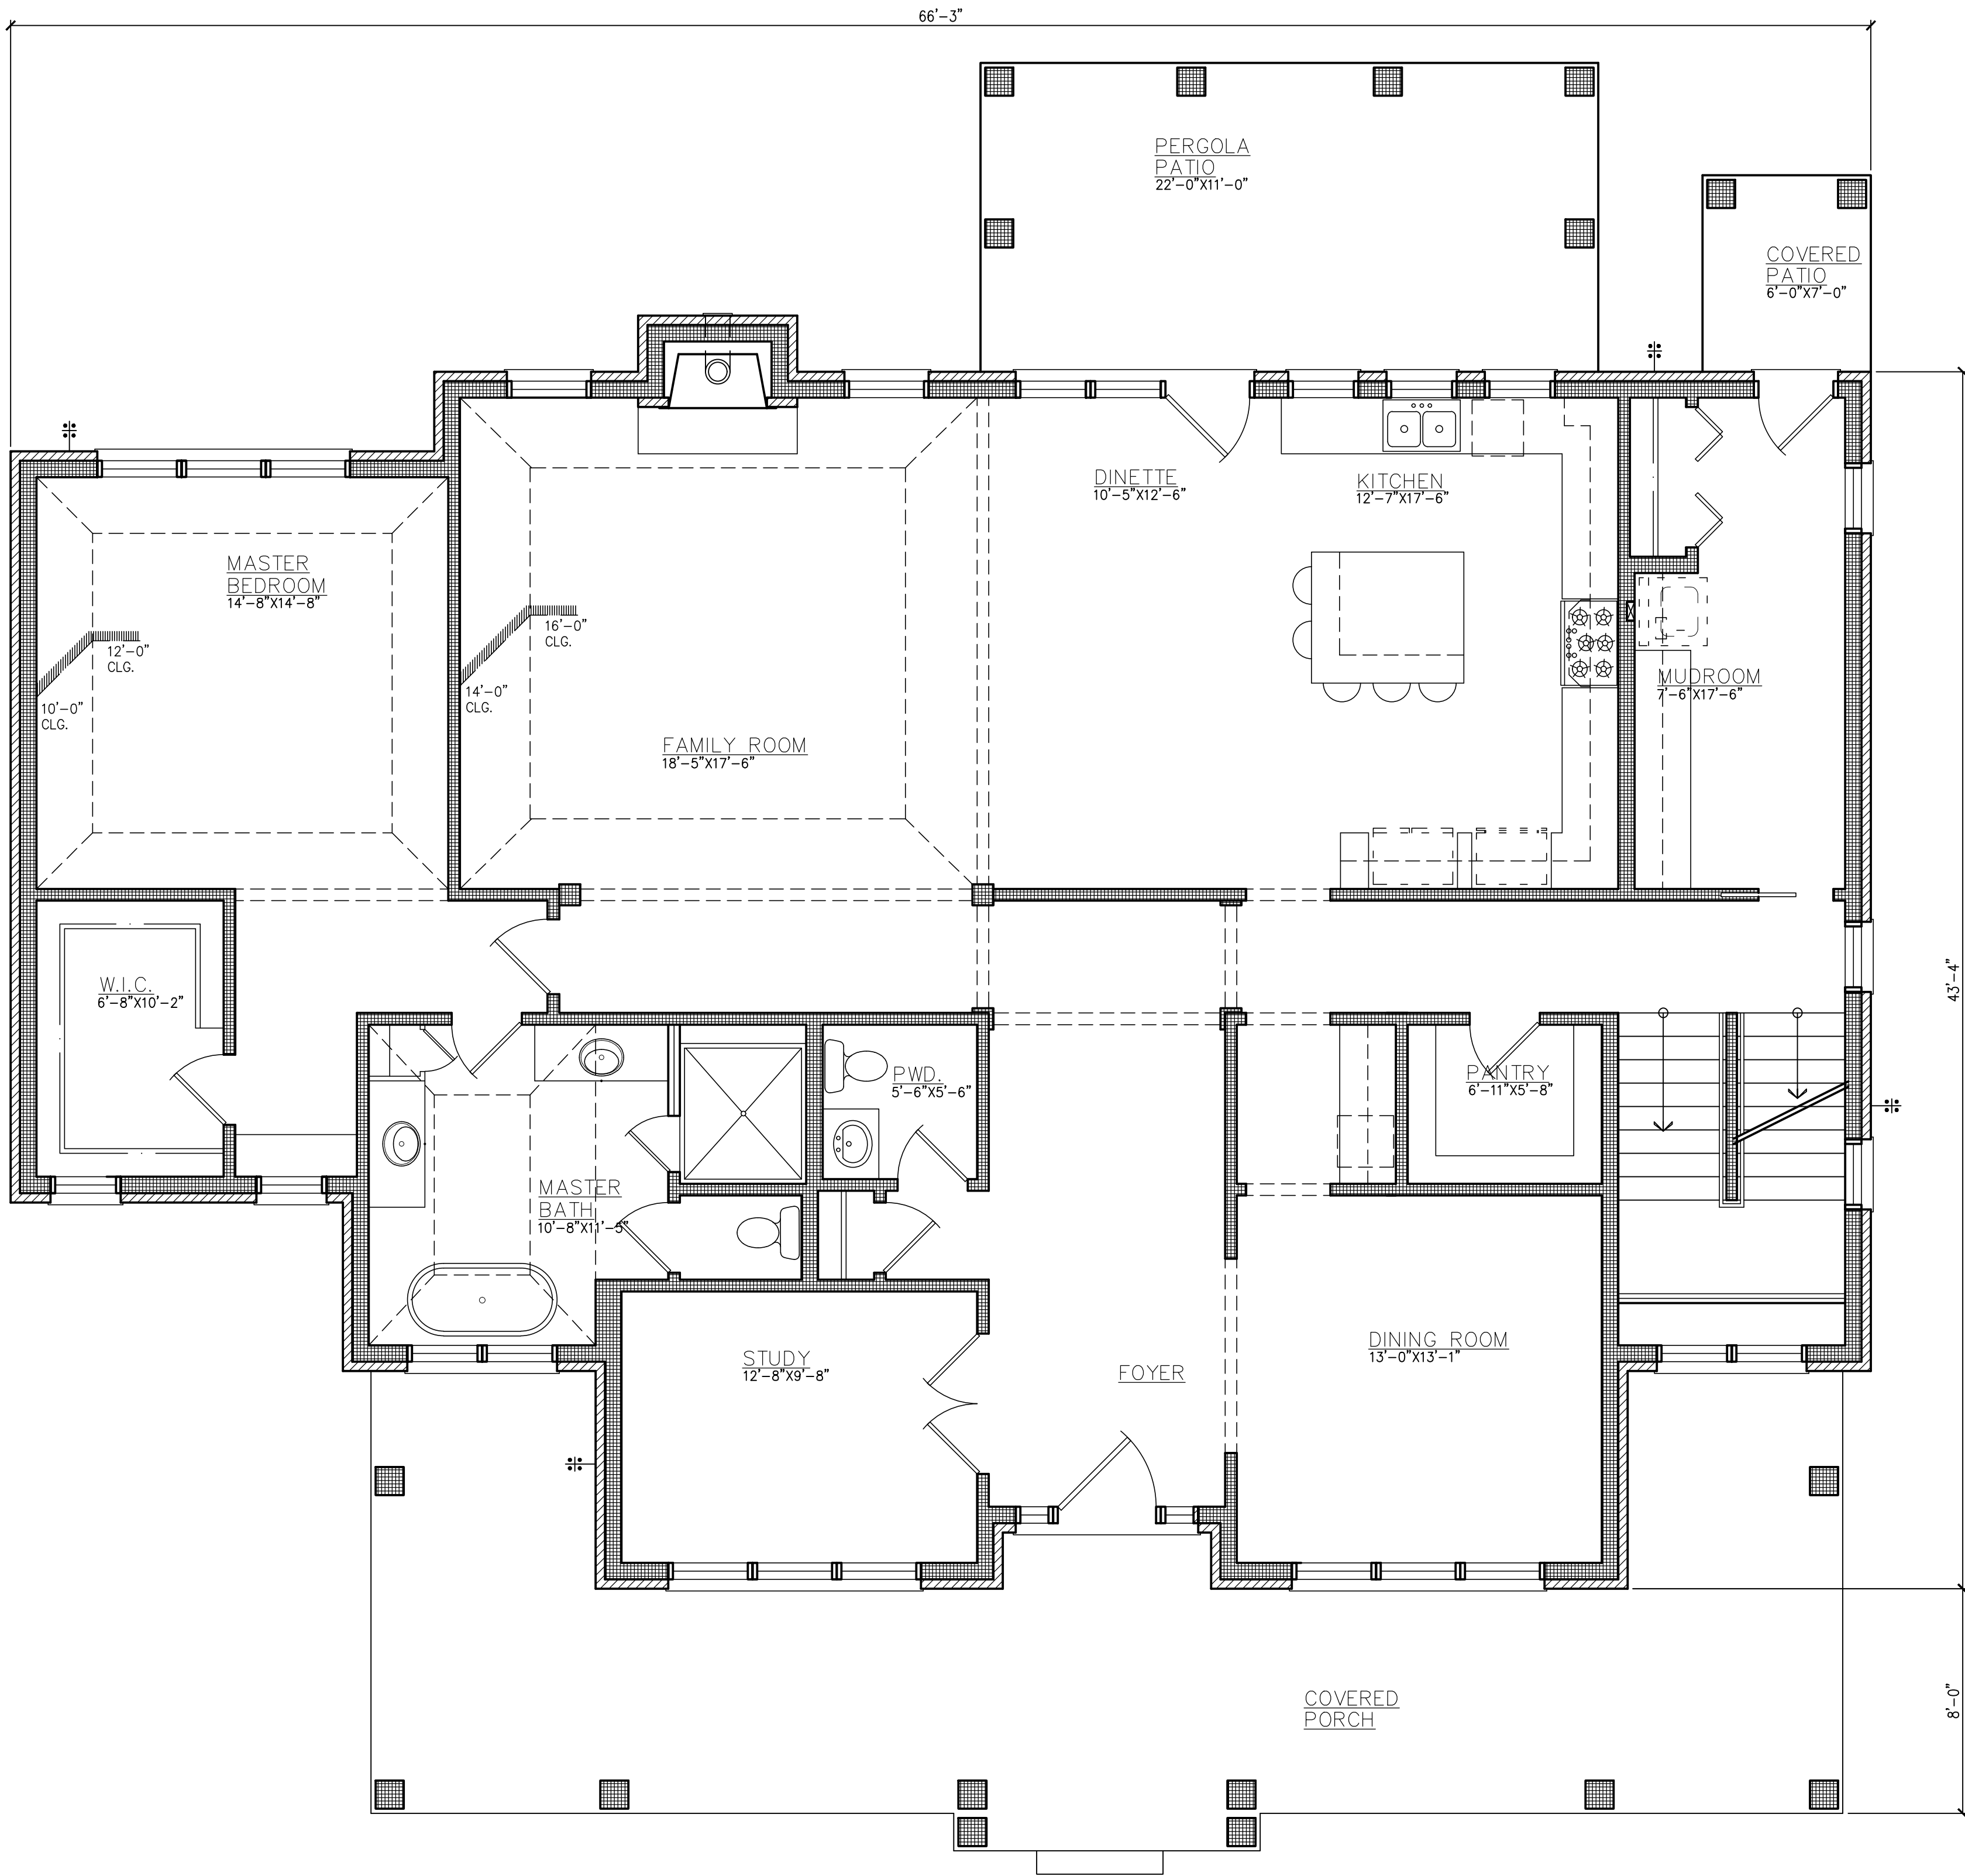 66'-3"
PERGOLA
PATIO
22'-0"X11'-0"
COVERED
PATIO
6'-0"X7'-0"
DINETTE
10'-5"X12'-6"
KITCHEN
12'-7"X17'-6"
MASTER
BEDROOM
14'-8"X14'-8"
12'-0"
CLG.
10'-0"
CLG.
16'-0"
CLG.
14'-0"
CLG.
FAMILY ROOM
18'-5"X17'-6"
MUDROOM
7'-6"X17'-6"
W.I.C.
6'-8"X10'-2"
43'-4"
PWD.
5'-6"X5'-6"
PANTRY
6'-11"X5'-8"
MASTER
BATH
10'-8"X11'-5"
STUDY
12'-8"X9'-8"
FOYER
DINING ROOM
13'-0"X13'-1"
COVERED
PORCH
8'-0"